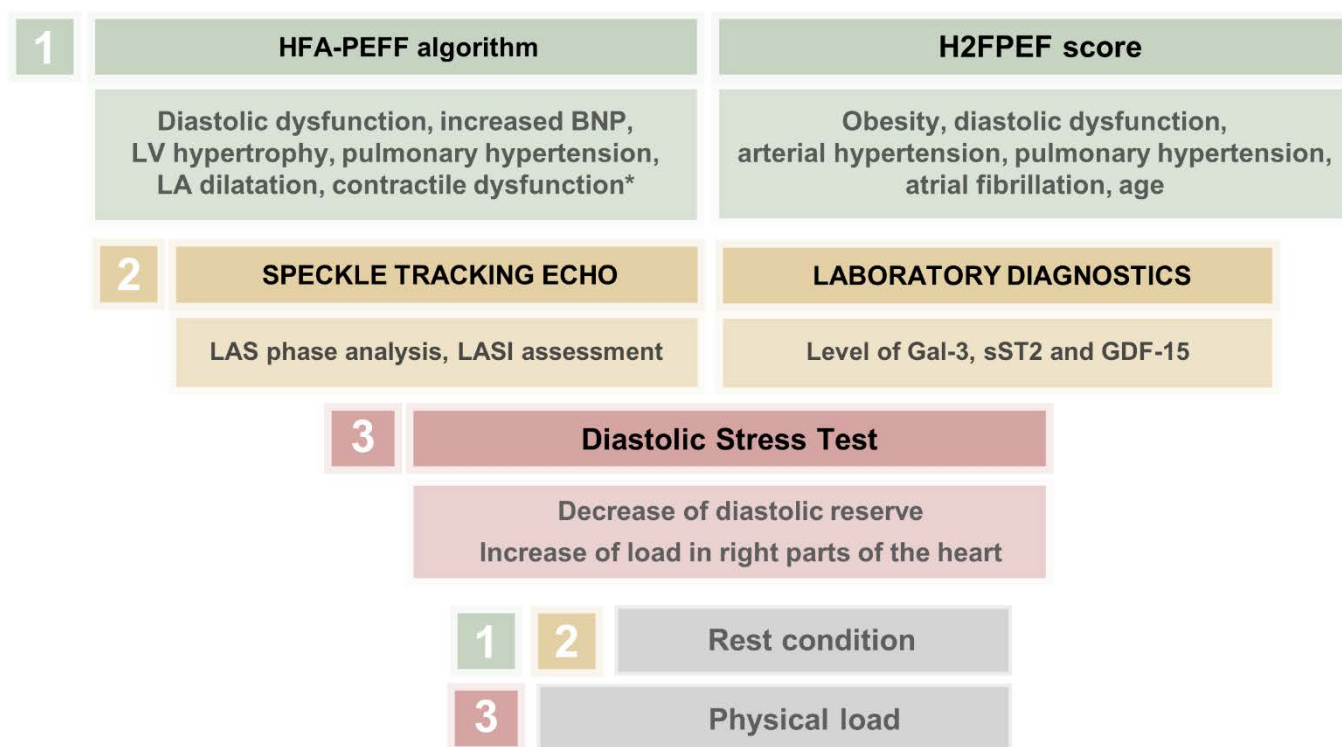 1
HFA-PEFF algorithm
H2FPEF score
Diastolic dysfunction, increased BNP,
LV hypertrophy, pulmonary hypertension,
LA dilatation, contractile dysfunction*
Obesity, diastolic dysfunction,
arterial hypertension, pulmonary hypertension,
atrial fibrillation, age
2
SPECKLE TRACKING ECHO
LABORATORY DIAGNOSTICS
LAS phase analysis, LASI assessment
Level of Gal-3, sST2 and GDF-15
3
Diastolic Stress Test
Decrease of diastolic reserve
Increase of load in right parts of the heart
1 2 Rest condition
3 Physical load